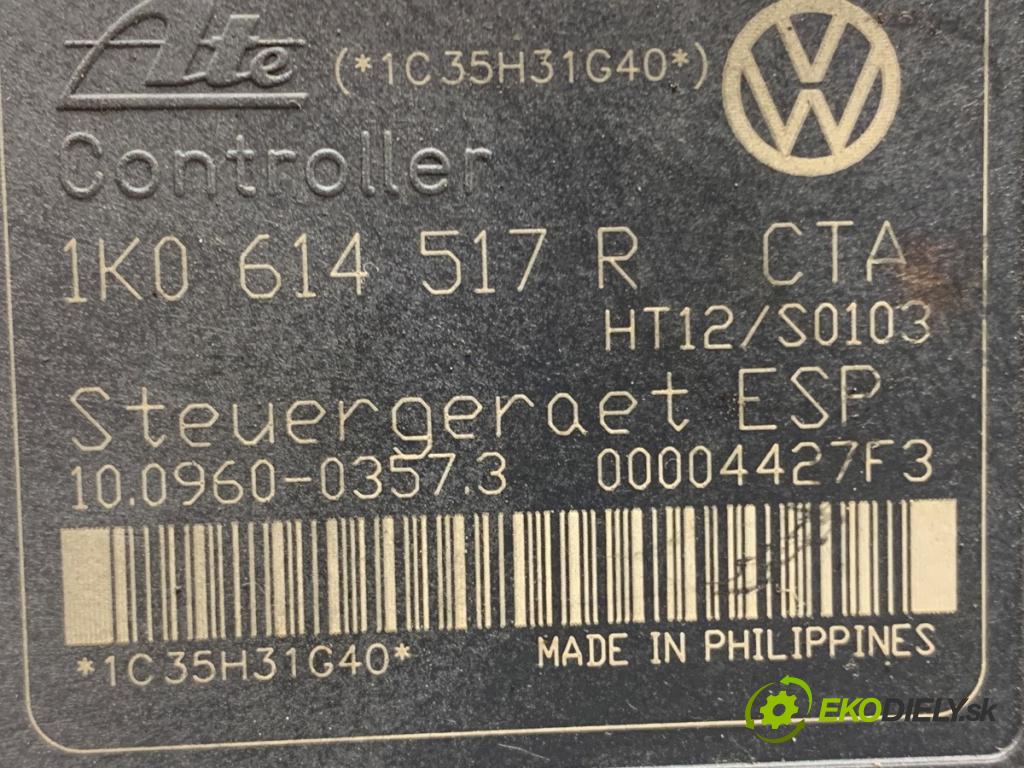 Ate (*1C35H31G40*)
Controller
1K0 614 517 R CTA
HT12/S0103
Steuergeraet ESP
10.0960-0357.3 00004427F3
*1C35H31G40* MADE IN PHILIPPINES
EKODIELY.sk